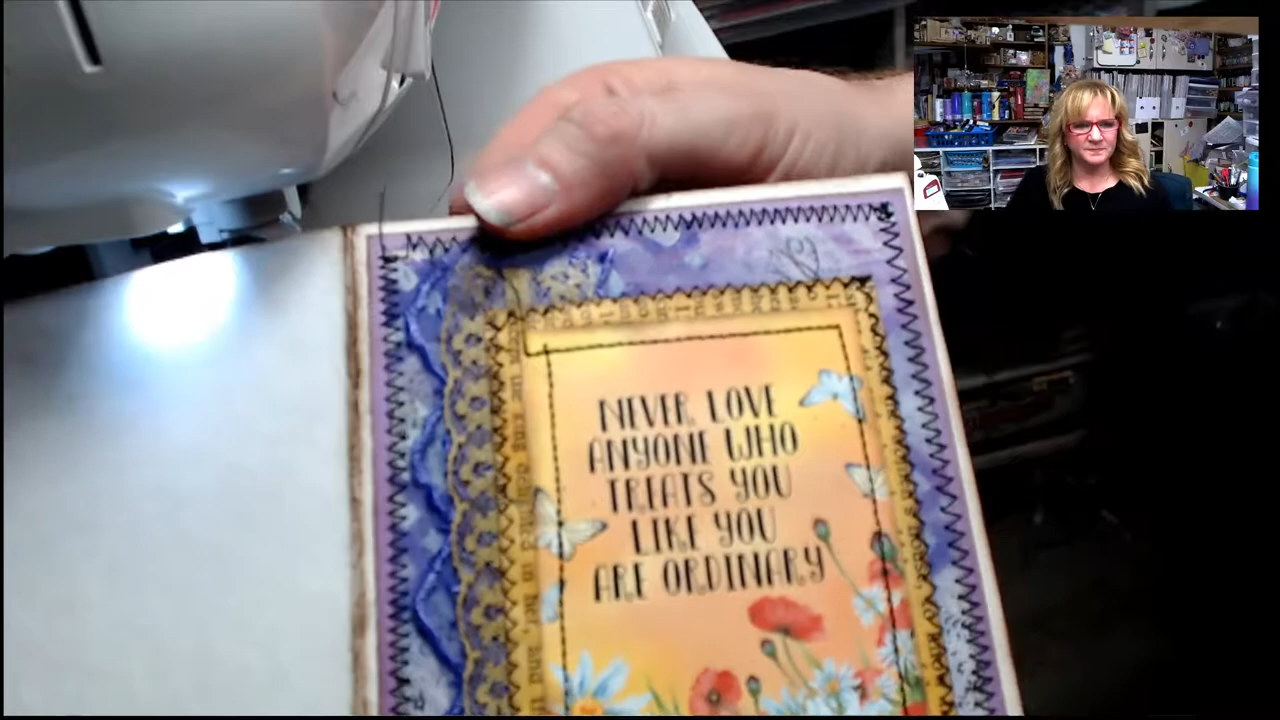 NEVER LOVE
ANYONE WHO
TREATS YOU
LIKE YOU
ARE ORDINARY